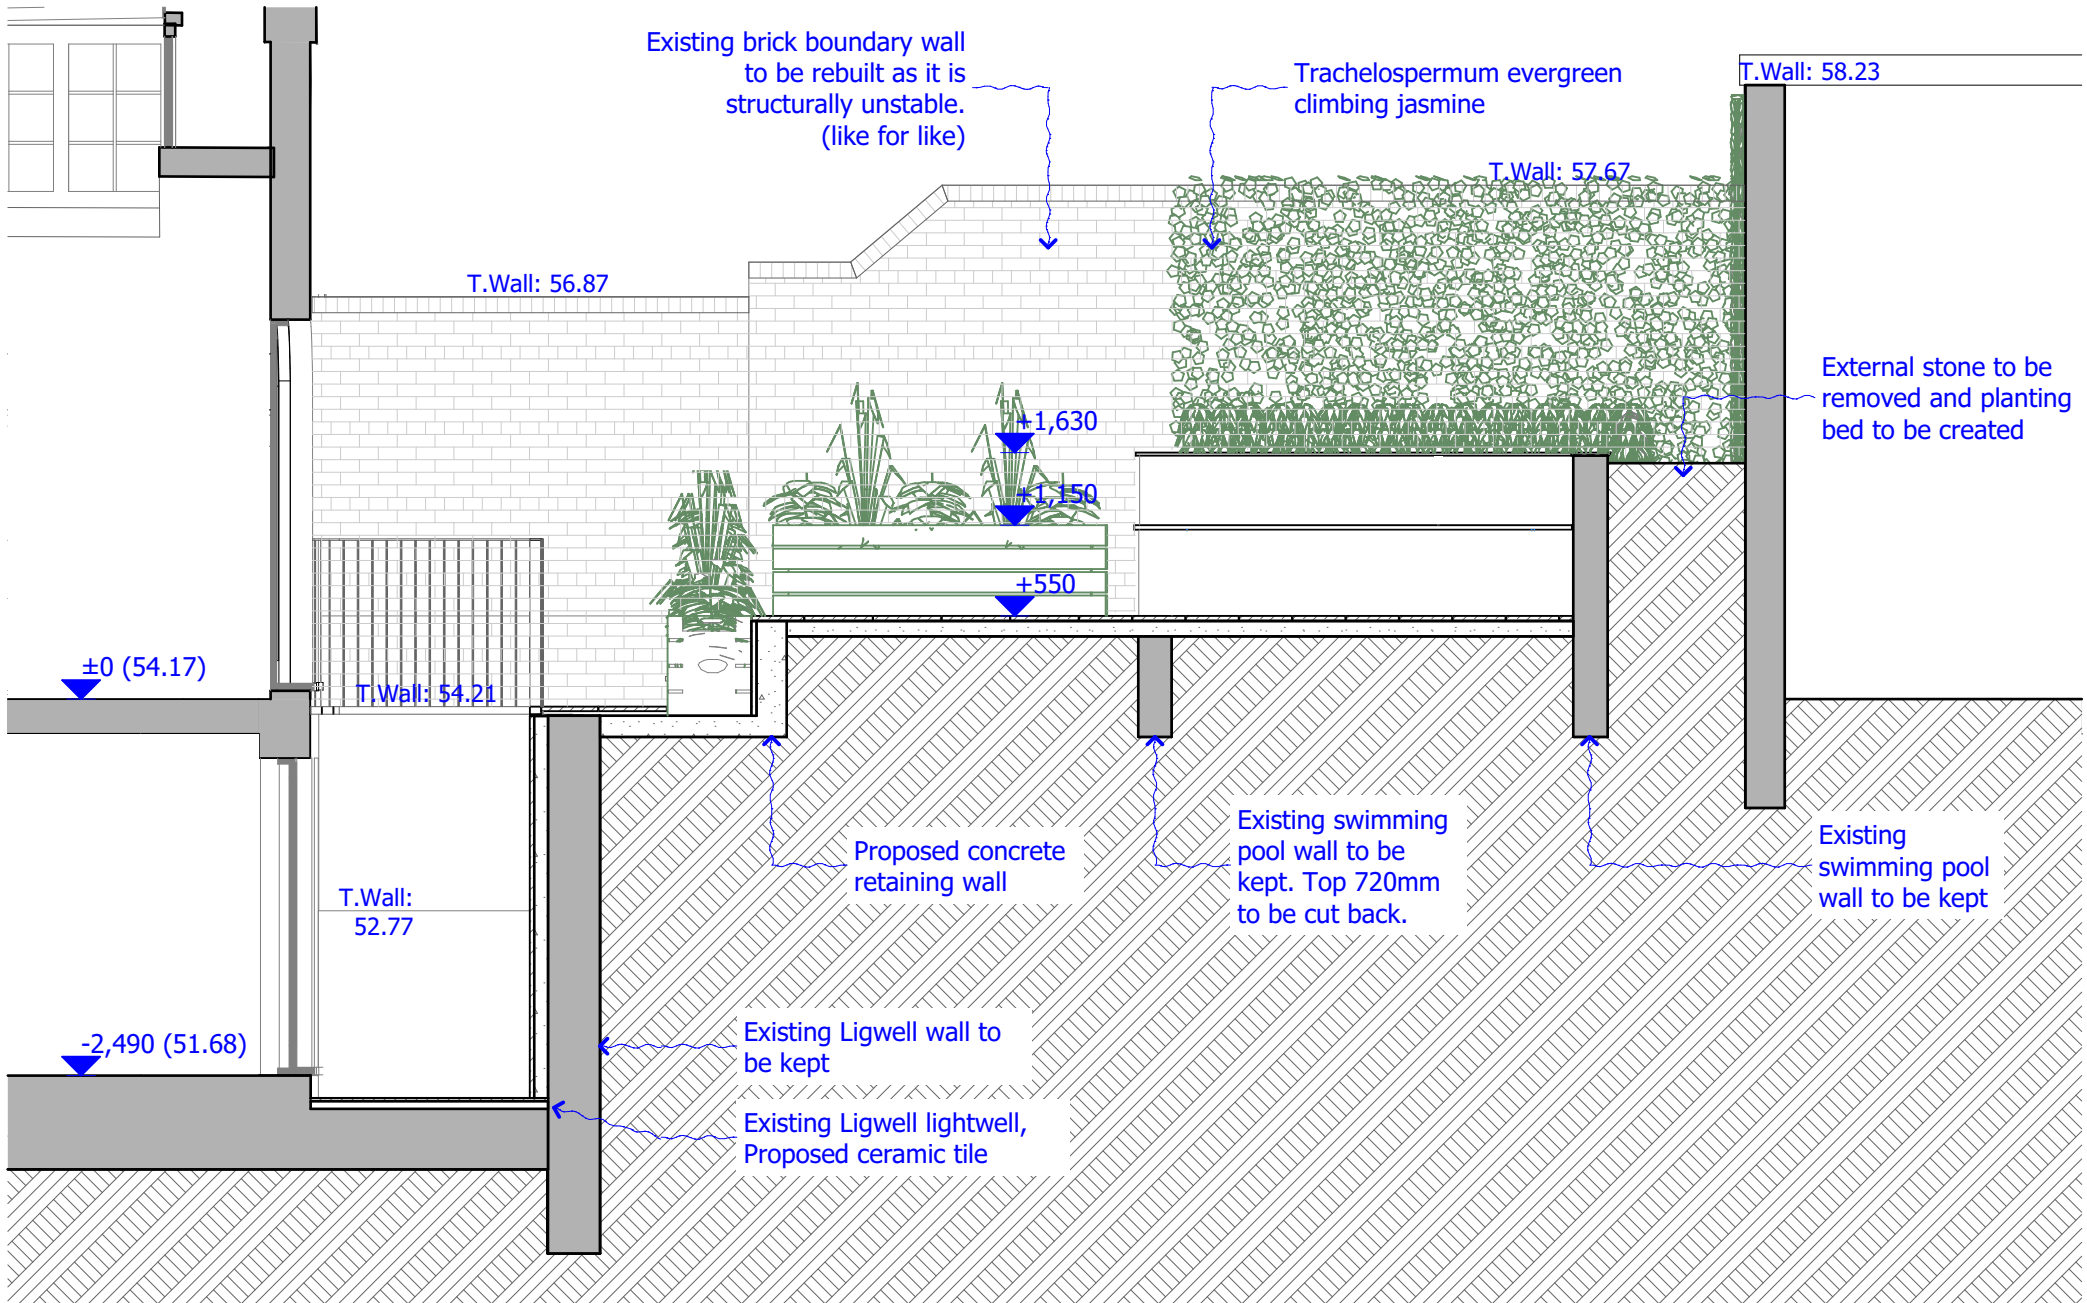 Existing brick boundary wall
to be rebuilt as it is
structurally unstable.
(like for like)
Trachelospermum evergreen
climbing jasmine
T.Wall: 58.23
T.Wall: 57.67
T.Wall: 56.87
External stone to be
removed and planting
bed to be created
+1,630
+1,150
+550
±0 (54.17)
T.Wall: 54.21
Proposed concrete
retaining wall
Existing swimming
pool wall to be
kept. Top 720mm
to be cut back.
Existing
swimming pool
wall to be kept
T.Wall:
52.77
-2,490 (51.68)
Existing Ligwell wall to
be kept
Existing Ligwell lightwell,
Proposed ceramic tile